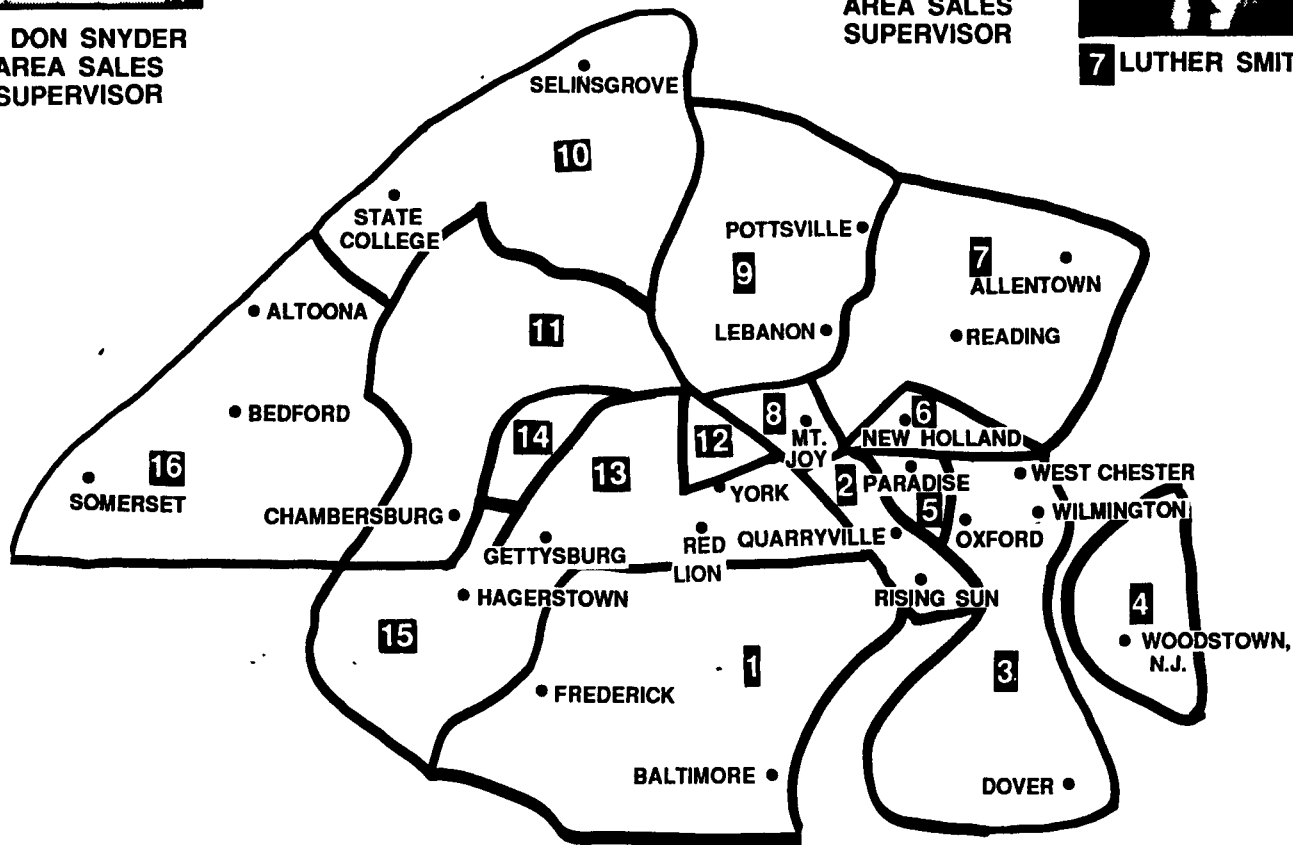 DON SNYDER
AREA SALES
SUPERVISOR
AREA SALES
SUPERVISOR
7 LUTHER SMIT
SELINSGROVE
10
STATE
COLLEGE
POTTSVILLE
9
7
ALLENTOWN
ALTOONA
11
LEBANON
READING
BEDFORD
14
12
8
MT.
JOY
6
NEW HOLLAND
16
SOMERSET
13
YORK
2
PARADISE
5
WEST CHESTER
WILMINGTON
CHAMBERSBURG
GETTYSBURG
RED
LION
QUARRYVILLE
OXFORD
HAGERSTOWN
RISING SUN
15
4
WOODSTOWN,
N.J.
FREDERICK
1
3
BALTIMORE
DOVER